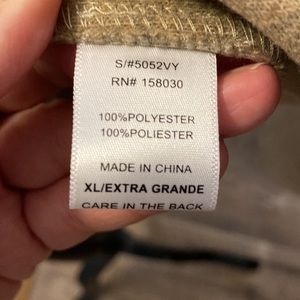 S/#5052VY
RN# 158030
100%POLYESTER
100%POLIESTER
MADE IN CHINA
XL/EXTRA GRANDE
CARE IN THE BACK